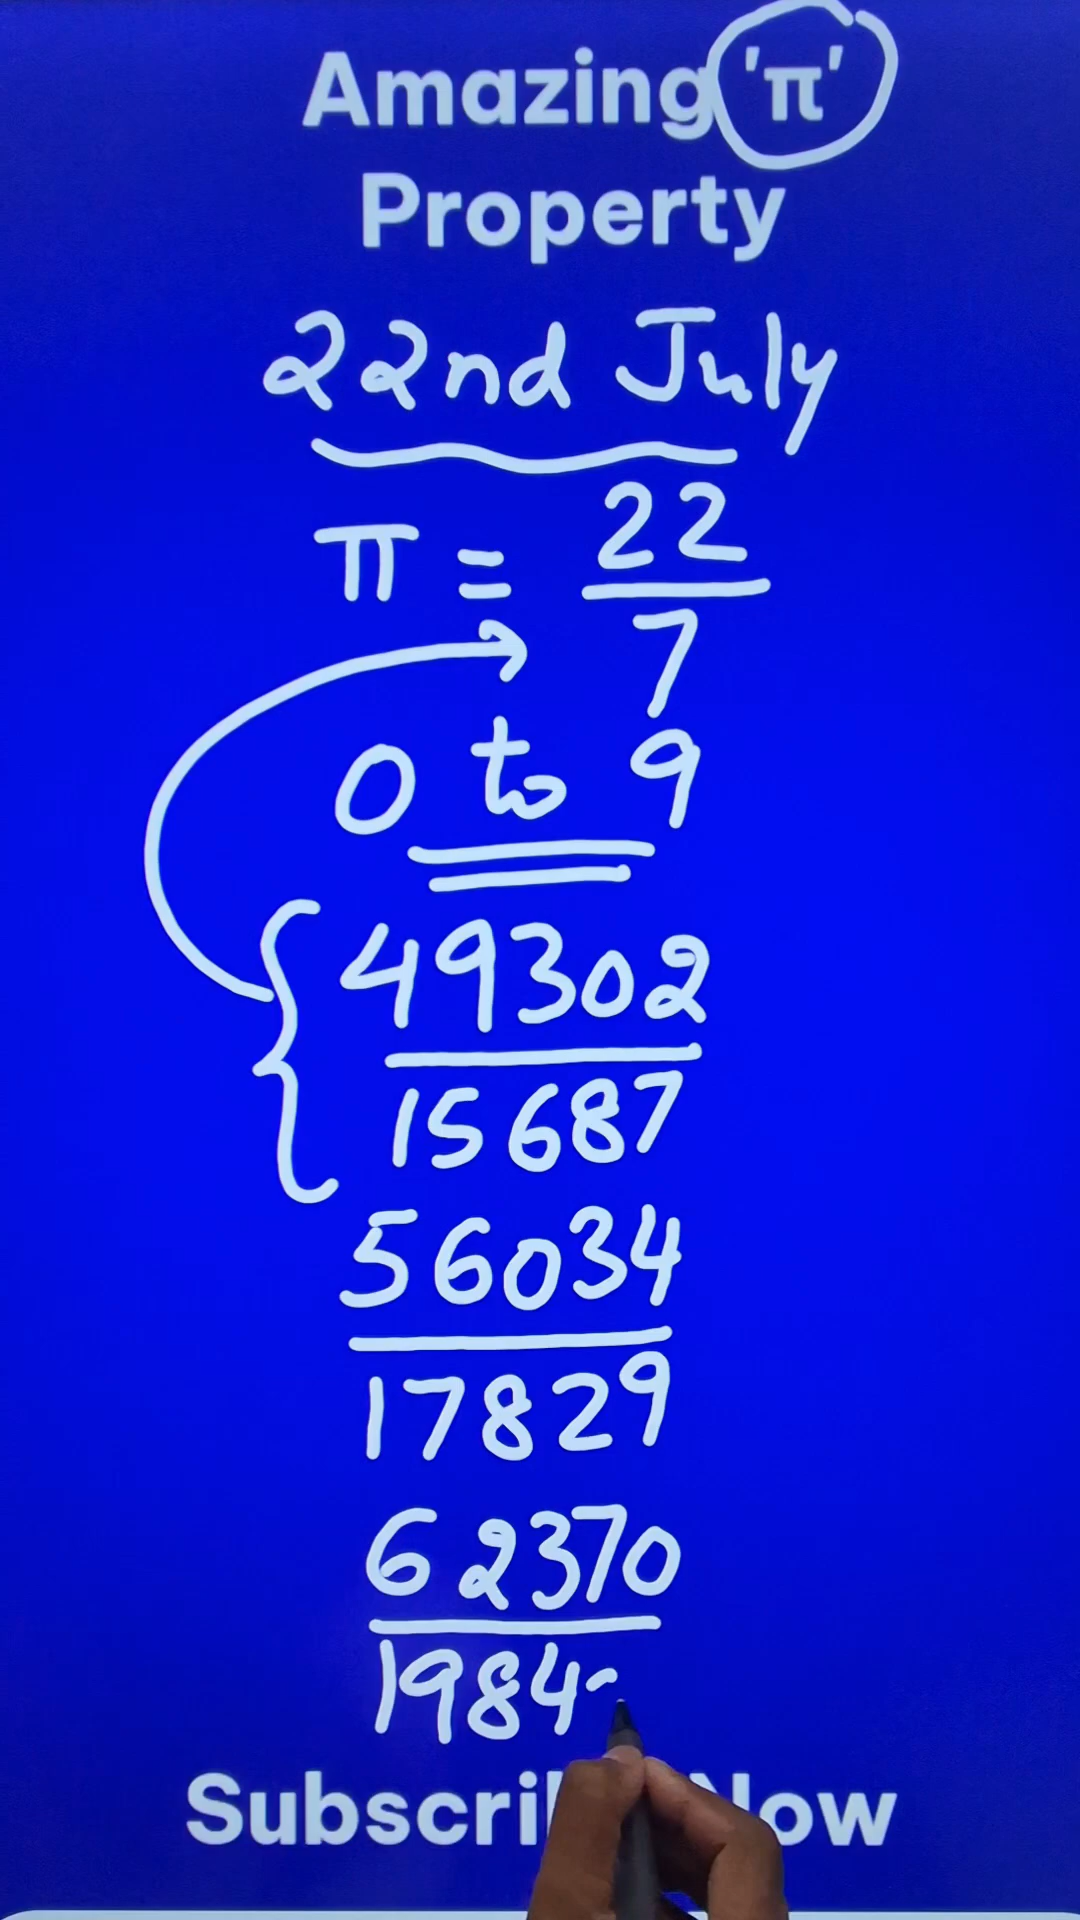 Amazing 'π'
Property
22nd July
π = 22
7
0 to 9
49302
15687
56034
17829
62370
1984
Subscri Now